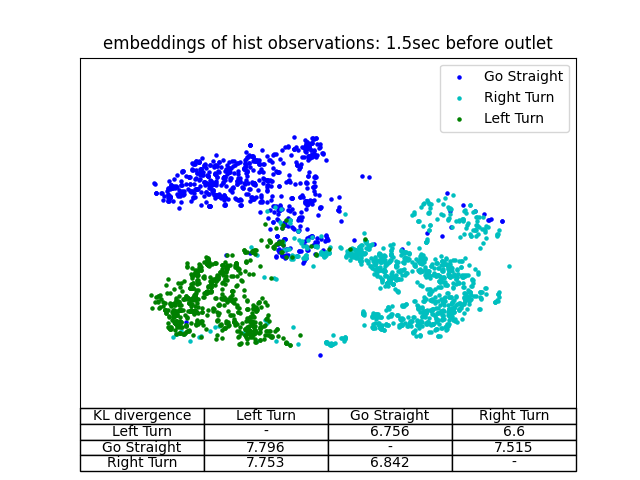 embeddings of hist observations: 1.5sec before outlet
Go Straight
Right Turn
Left Turn
KL divergence Left Turn Go Straight Right Turn
Left Turn - 6.756 6.6
Go Straight 7.796 - 7.515
Right Turn 7.753 6.842 -